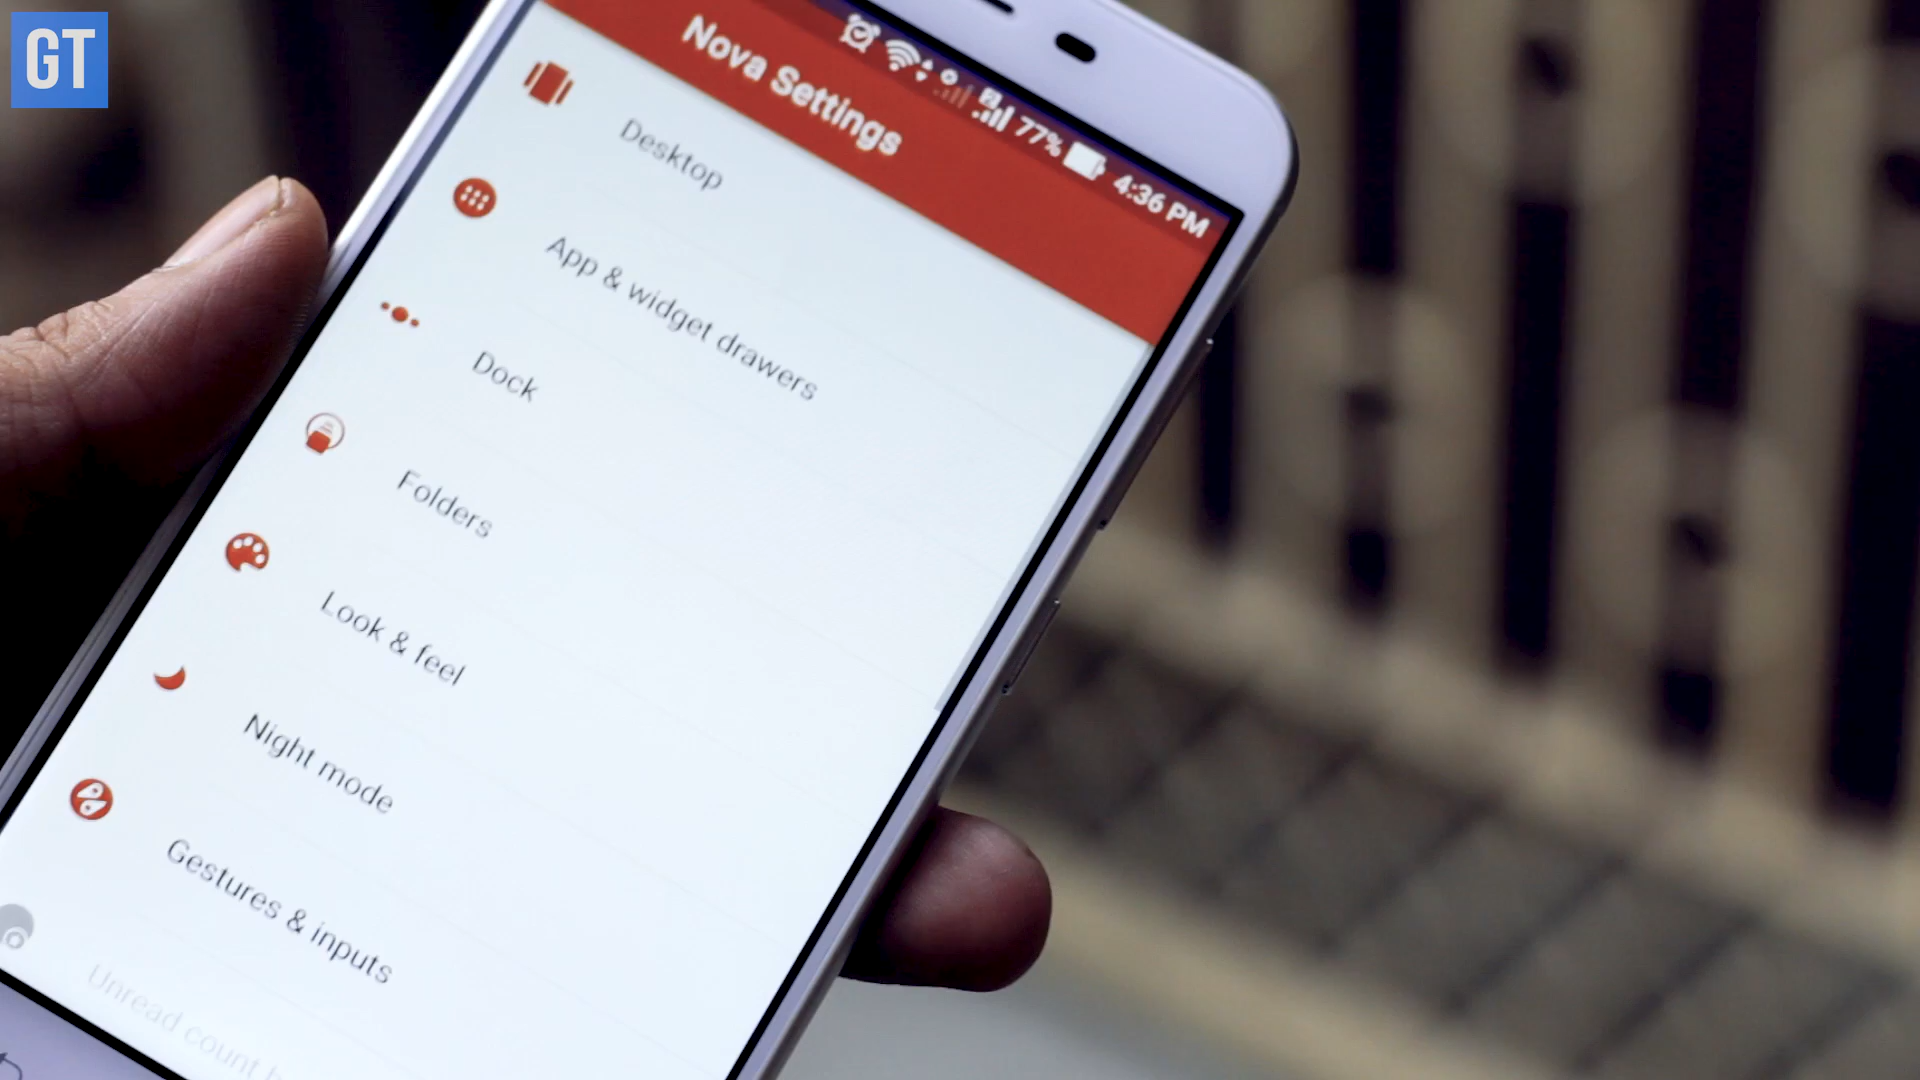 GT
77% 4:36 PM
Nova Settings
Desktop
App & widget drawers
Dock
Folders
Look & feel
Night mode
Gestures & inputs
Unread count